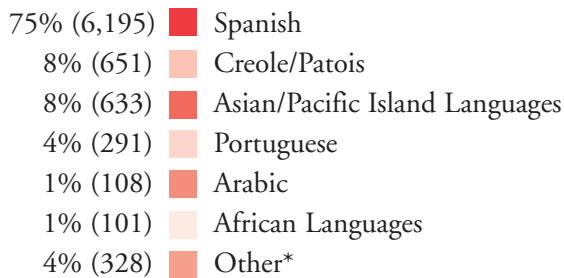 75% (6,195) Spanish
8% (651) Creole/Patois
8% (633) Asian/Pacific Island Languages
4% (291) Portuguese
1% (108) Arabic
1% (101) African Languages
4% (328) Other*